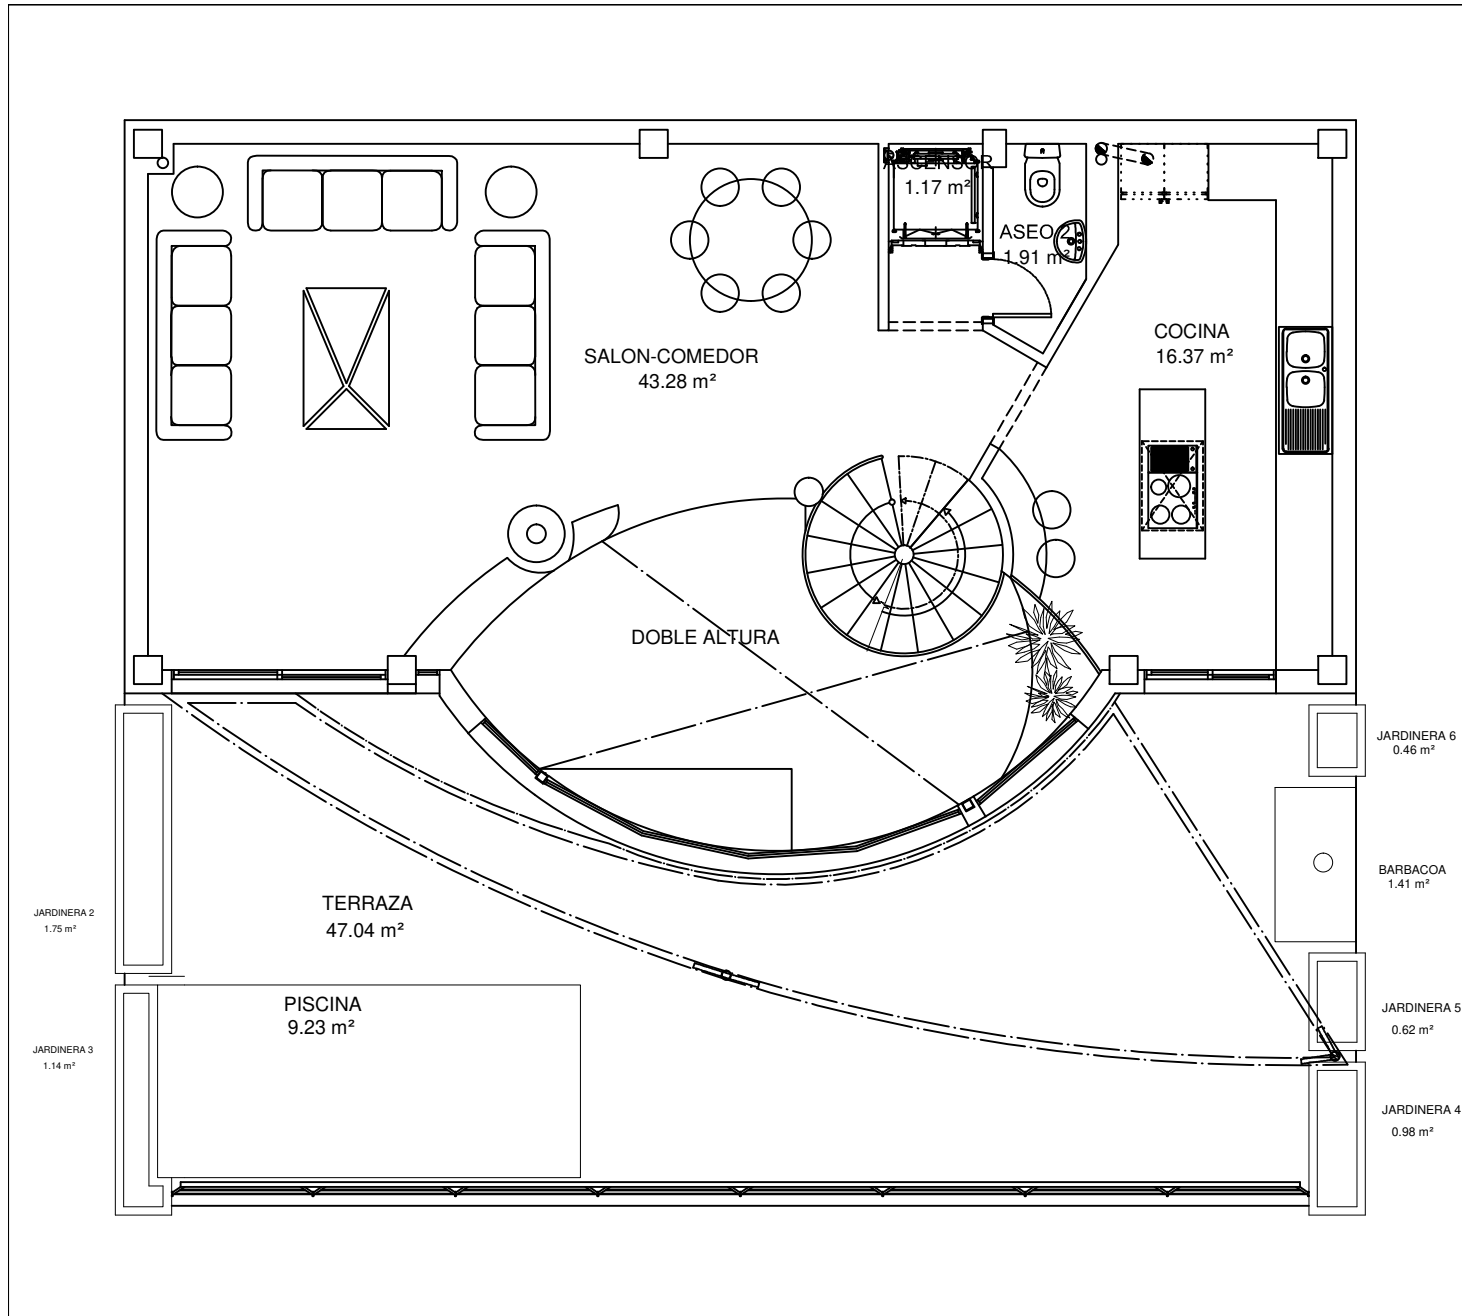 ASCENSOR
1.17 m²
ASEO 2
1.91 m²
COCINA
16.37 m²
SALON-COMEDOR
43.28 m²
DOBLE ALTURA
JARDINERA 6
0.46 m²
BARBACOA
1.41 m²
TERRAZA
47.04 m²
JARDINERA 2
1.75 m²
PISCINA
9.23 m²
JARDINERA 5
0.62 m²
JARDINERA 3
1.14 m²
JARDINERA 4
0.98 m²